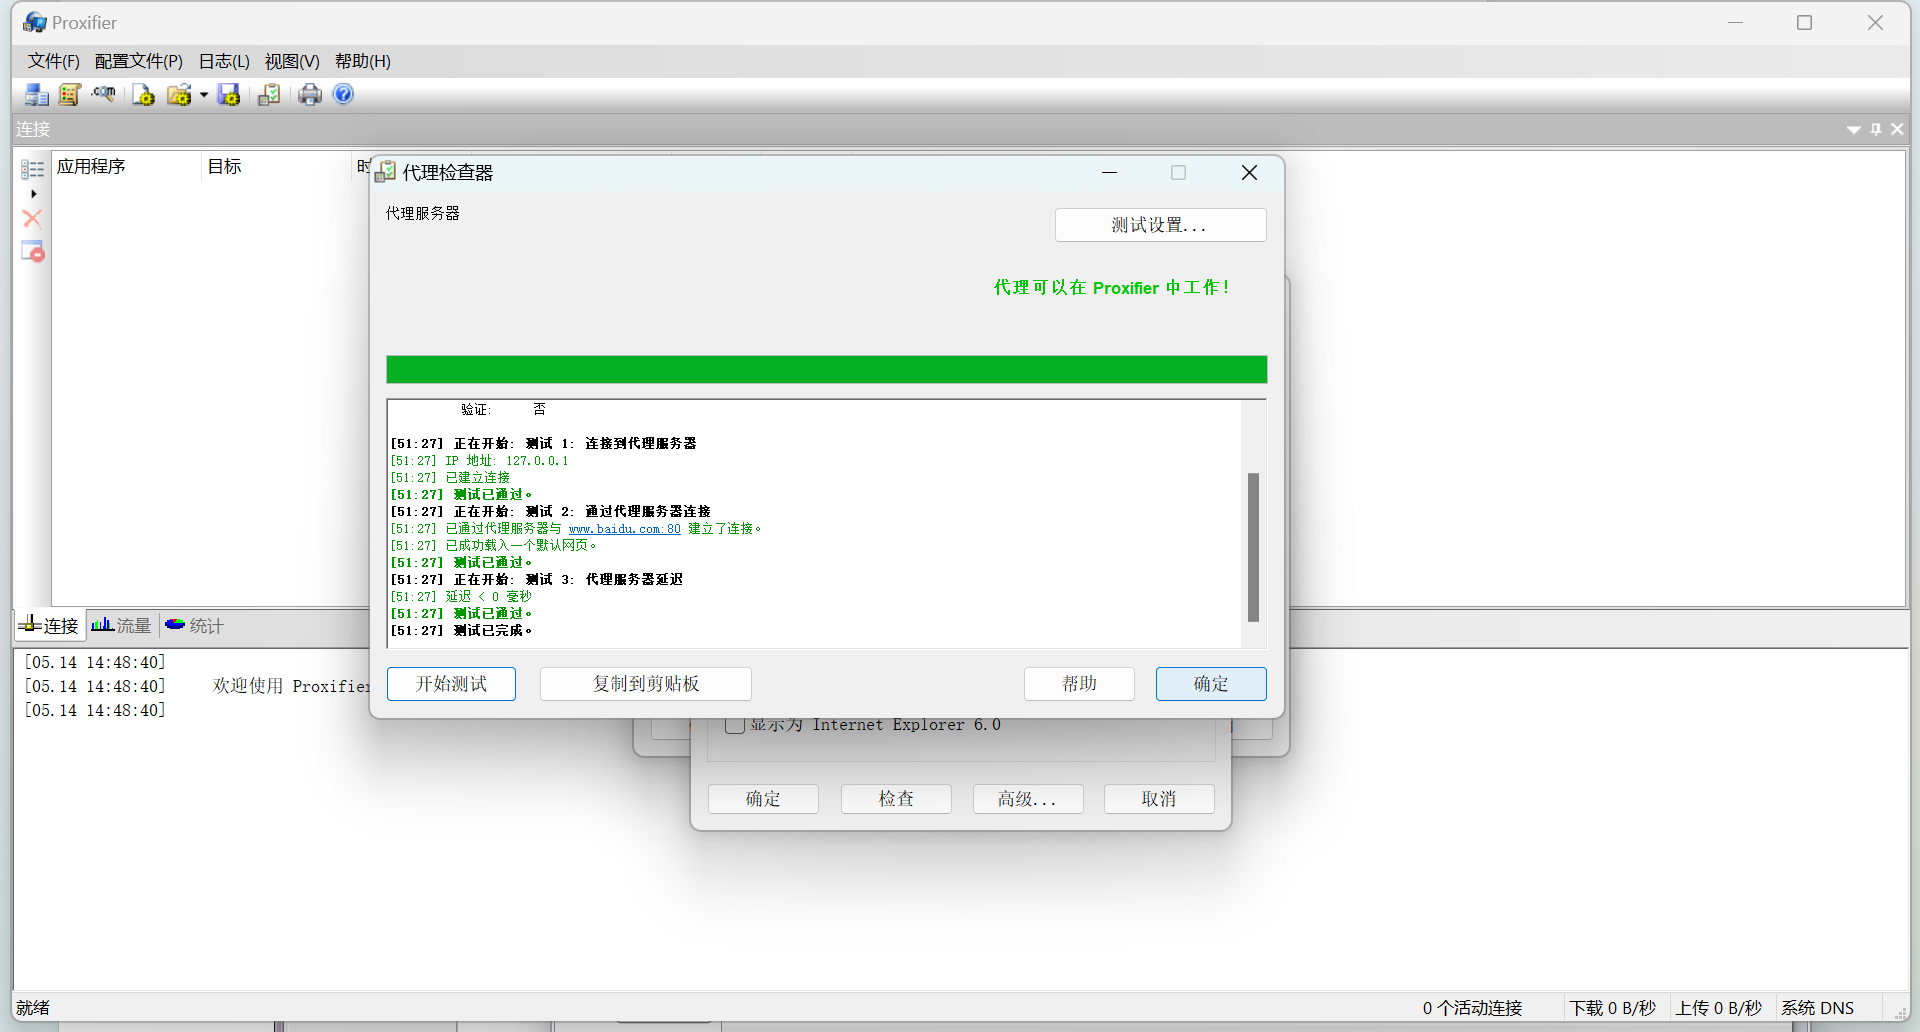 Proxifier
文件(F) 配置文件(P) 日志(L) 视图(V) 帮助(H)
连接
应用程序 目标 时
代理检查器
代理服务器
测试设置...
代理可以在 Proxifier 中工作!
验证: 否
[51:27] 正在开始: 测试 1: 连接到代理服务器
[51:27] IP 地址: 127.0.0.1
[51:27] 已建立连接
[51:27] 测试已通过。
[51:27] 正在开始: 测试 2: 通过代理服务器连接
[51:27] 已通过代理服务器与 www.baidu.com:80 建立了连接。
[51:27] 已成功载入一个默认网页。
[51:27] 测试已通过。
[51:27] 正在开始: 测试 3: 代理服务器延迟
[51:27] 延迟 < 0 毫秒
[51:27] 测试已通过。
[51:27] 测试已完成。
开始测试 复制到剪贴板 帮助 确定
连接 流量 统计
[05.14 14:48:40]
[05.14 14:48:40] 欢迎使用 Proxifier
[05.14 14:48:40]
显示为 Internet Explorer 6.0
确定 检查 高级... 取消
就绪 0 个活动连接 下载 0 B/秒 上传 0 B/秒 系统 DNS